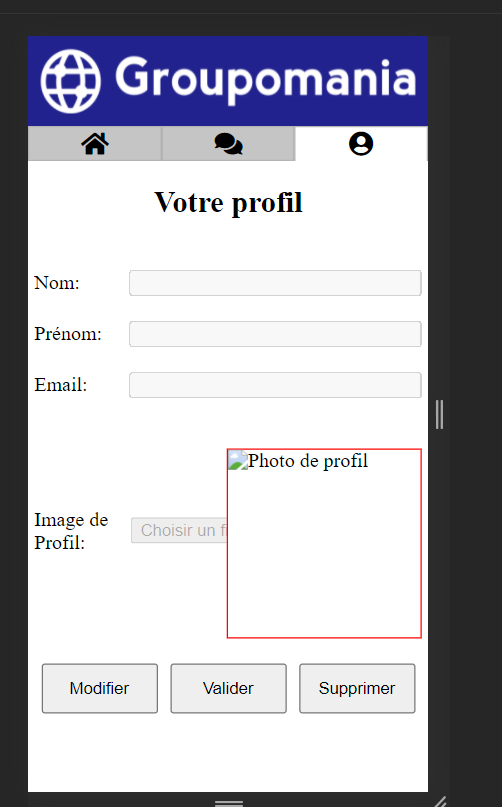 Groupomania
Votre profil
Nom:
Prénom:
Email:
Photo de profil
Image de
Profil:
Choisir un fi
Modifier
Valider
Supprimer